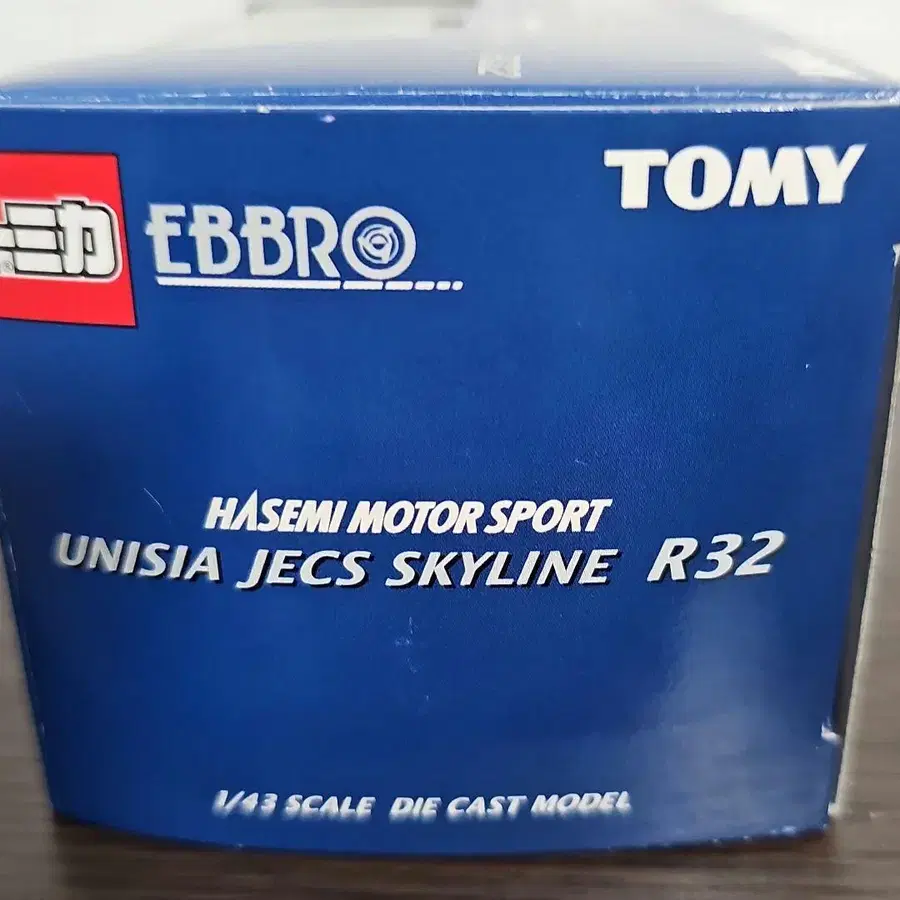 TOMY
トミカ
EBBRO
HASEMI MOTOR SPORT
UNISIA JECS SKYLINE R32
1/43 SCALE DIE CAST MODEL